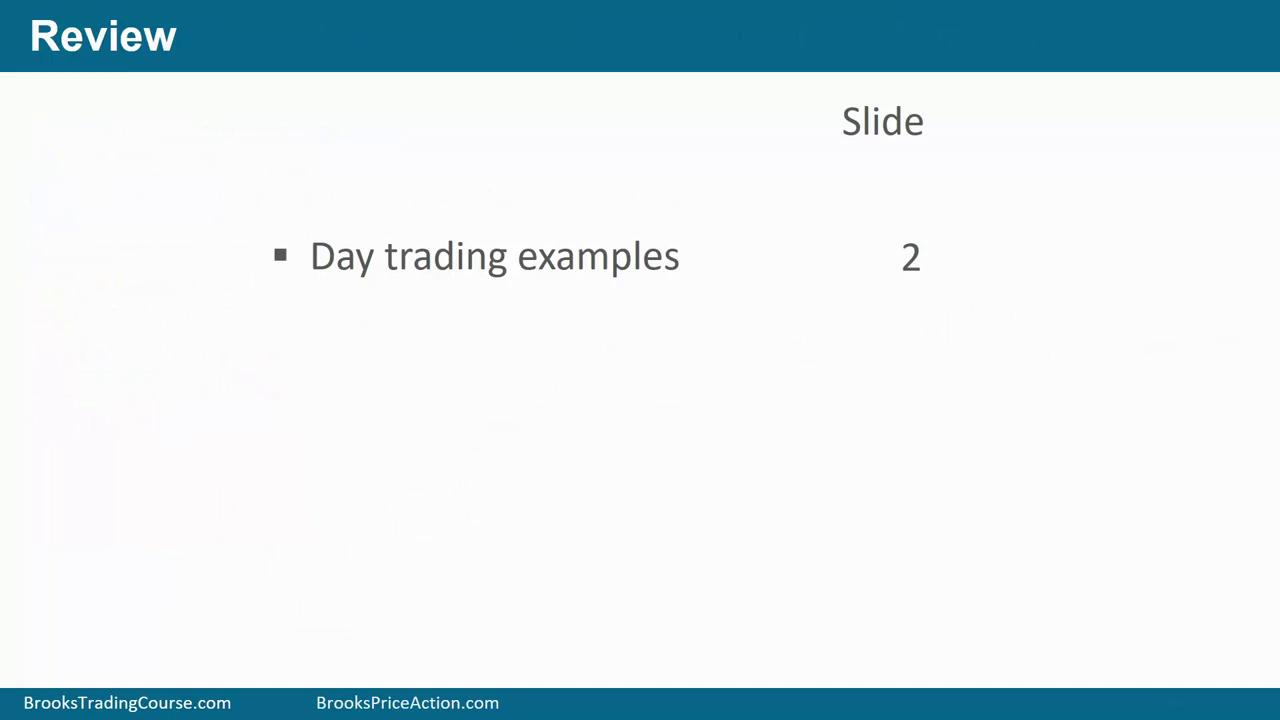 Review
Slide
▪ Day trading examples 2
BrooksTradingCourse.com BrooksPriceAction.com